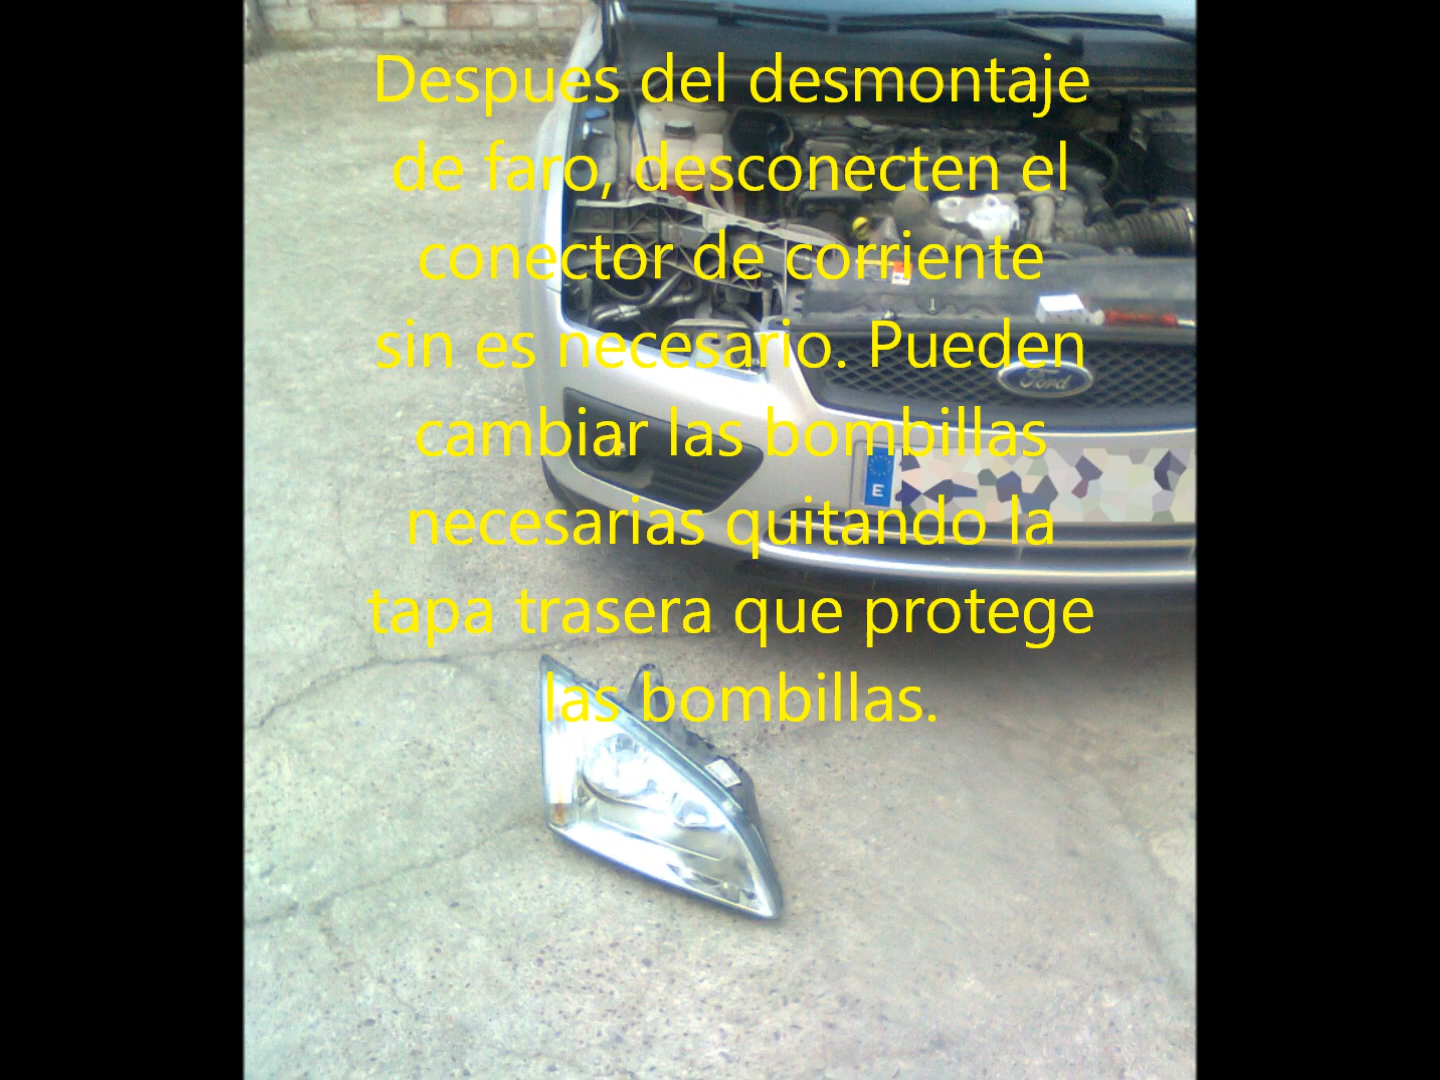 Despues del desmontaje
de faro, desconecten el
conector de corriente
sin es necesario. Pueden
cambiar las bombillas
necesarias quitando la
tapa trasera que protege
las bombillas.
Ford
E